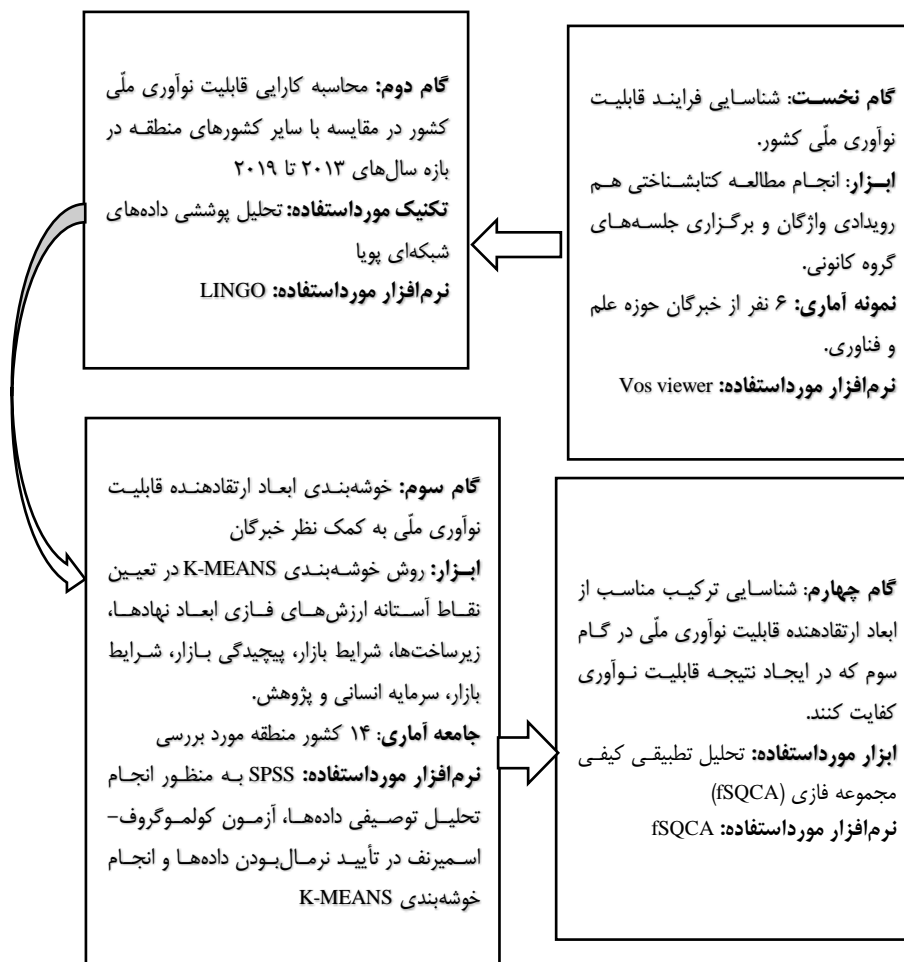 گام نخست: شناسایی فرایند قابلیت
نوآوری ملّی کشور.
ابزار: انجام مطالعه کتابشناختی هم
رویدادی واژگان و برگزاری جلسه‌های
گروه کانونی.
نمونه آماری: ۶ نفر از خبرگان حوزه علم
و فناوری.
نرم‌افزار مورداستفاده: Vos viewer
گام دوم: محاسبه کارایی قابلیت نوآوری ملّی
کشور در مقایسه با سایر کشورهای منطقه در
بازه سال‌های ۲۰۱۳ تا ۲۰۱۹
تکنیک مورداستفاده: تحلیل پوششی داده‌های
شبکه‌ای پویا
نرم‌افزار مورداستفاده: LINGO
گام سوم: خوشه‌بندی ابعاد ارتقادهنده قابلیت
نوآوری ملّی به کمک نظر خبرگان
ابزار: روش خوشه‌بندی K-MEANS در تعیین
نقاط آستانه ارزش‌های فازی ابعاد نهادها،
زیرساخت‌ها، شرایط بازار، پیچیدگی بازار، شرایط
بازار، سرمایه انسانی و پژوهش.
جامعه آماری: ۱۴ کشور منطقه مورد بررسی
نرم‌افزار مورداستفاده: SPSS به منظور انجام
تحلیل توصیفی داده‌ها، آزمون کولموگروف-
اسمیرنف در تأیید نرمال‌بودن داده‌ها و انجام
خوشه‌بندی K-MEANS
گام چهارم: شناسایی ترکیب مناسب از
ابعاد ارتقادهنده قابلیت نوآوری ملّی در گام
سوم که در ایجاد نتیجه قابلیت نوآوری
کفایت کنند.
ابزار مورداستفاده: تحلیل تطبیقی کیفی
مجموعه فازی (fSQCA)
نرم‌افزار مورداستفاده: fSQCA